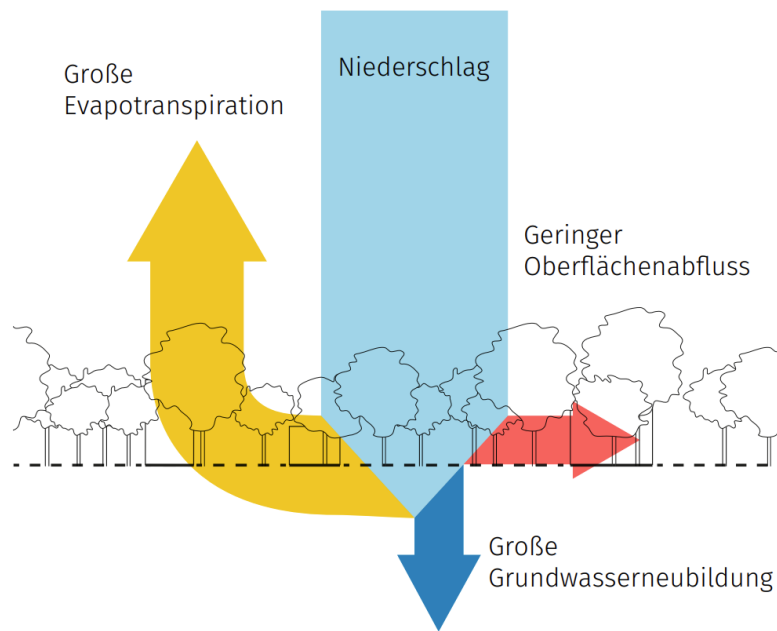 Große
Evapotranspiration
Niederschlag
Geringer
Oberflächenabfluss
Große
Grundwasserneubildung